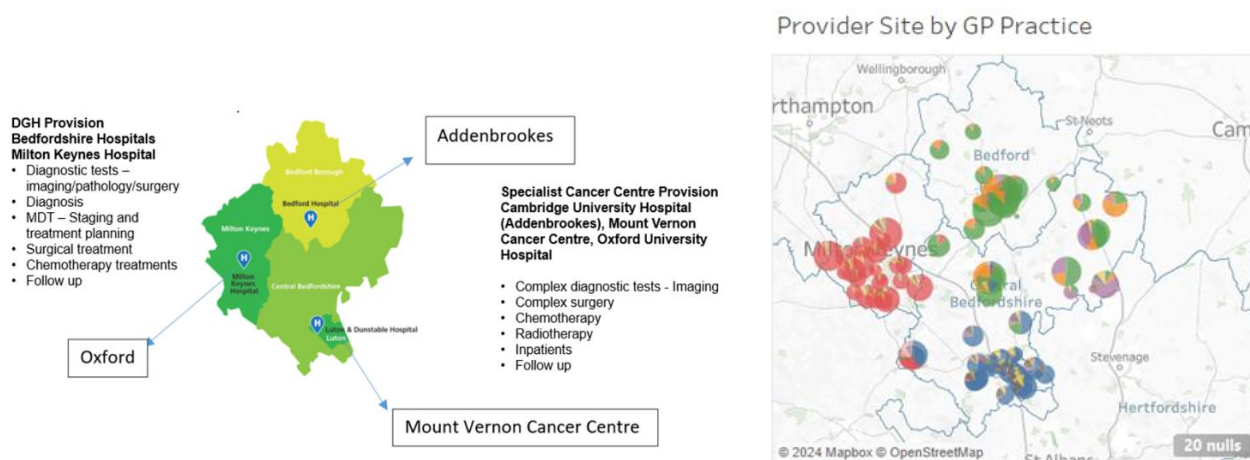 DGH Provision
Bedfordshire Hospitals
Milton Keynes Hospital
• Diagnostic tests –
imaging/pathology/surgery
• Diagnosis
• MDT – Staging and
treatment planning
• Surgical treatment
• Chemotherapy treatments
• Follow up
Bedford Borough
Bedford Hospital
H
Milton Keynes
H
Milton
Keynes
Hospital
Central Bedfordshire
H
Luton & Dunstable Hospital
Luton
Addenbrookes
Oxford
Mount Vernon Cancer Centre
Specialist Cancer Centre Provision
Cambridge University Hospital
(Addenbrookes), Mount Vernon
Cancer Centre, Oxford University
Hospital
• Complex diagnostic tests - Imaging
• Complex surgery
• Chemotherapy
• Radiotherapy
• Inpatients
• Follow up
Provider Site by GP Practice
Wellingborough
rthampton
St Neots
Cam
Bedford
Milton Keynes
Central
Bedfordshire
Stevenage
Hertfordshire
St Albans
© 2024 Mapbox © OpenStreetMap
20 nulls